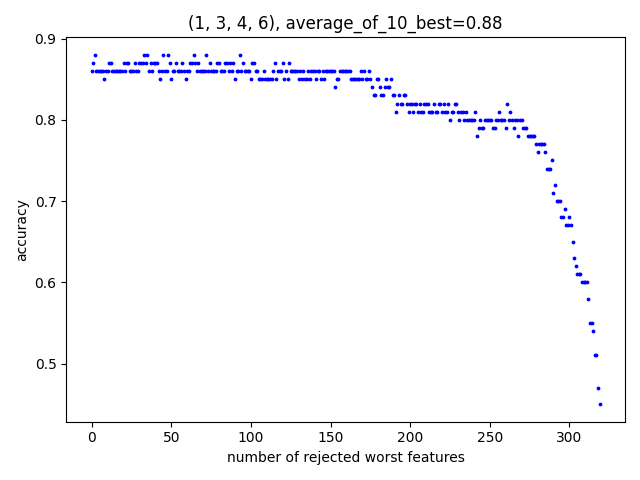 (1, 3, 4, 6), average_of_10_best=0.88
0.9
0.8
0.7
0.6
0.5
accuracy
0 50 100 150 200 250 300
number of rejected worst features